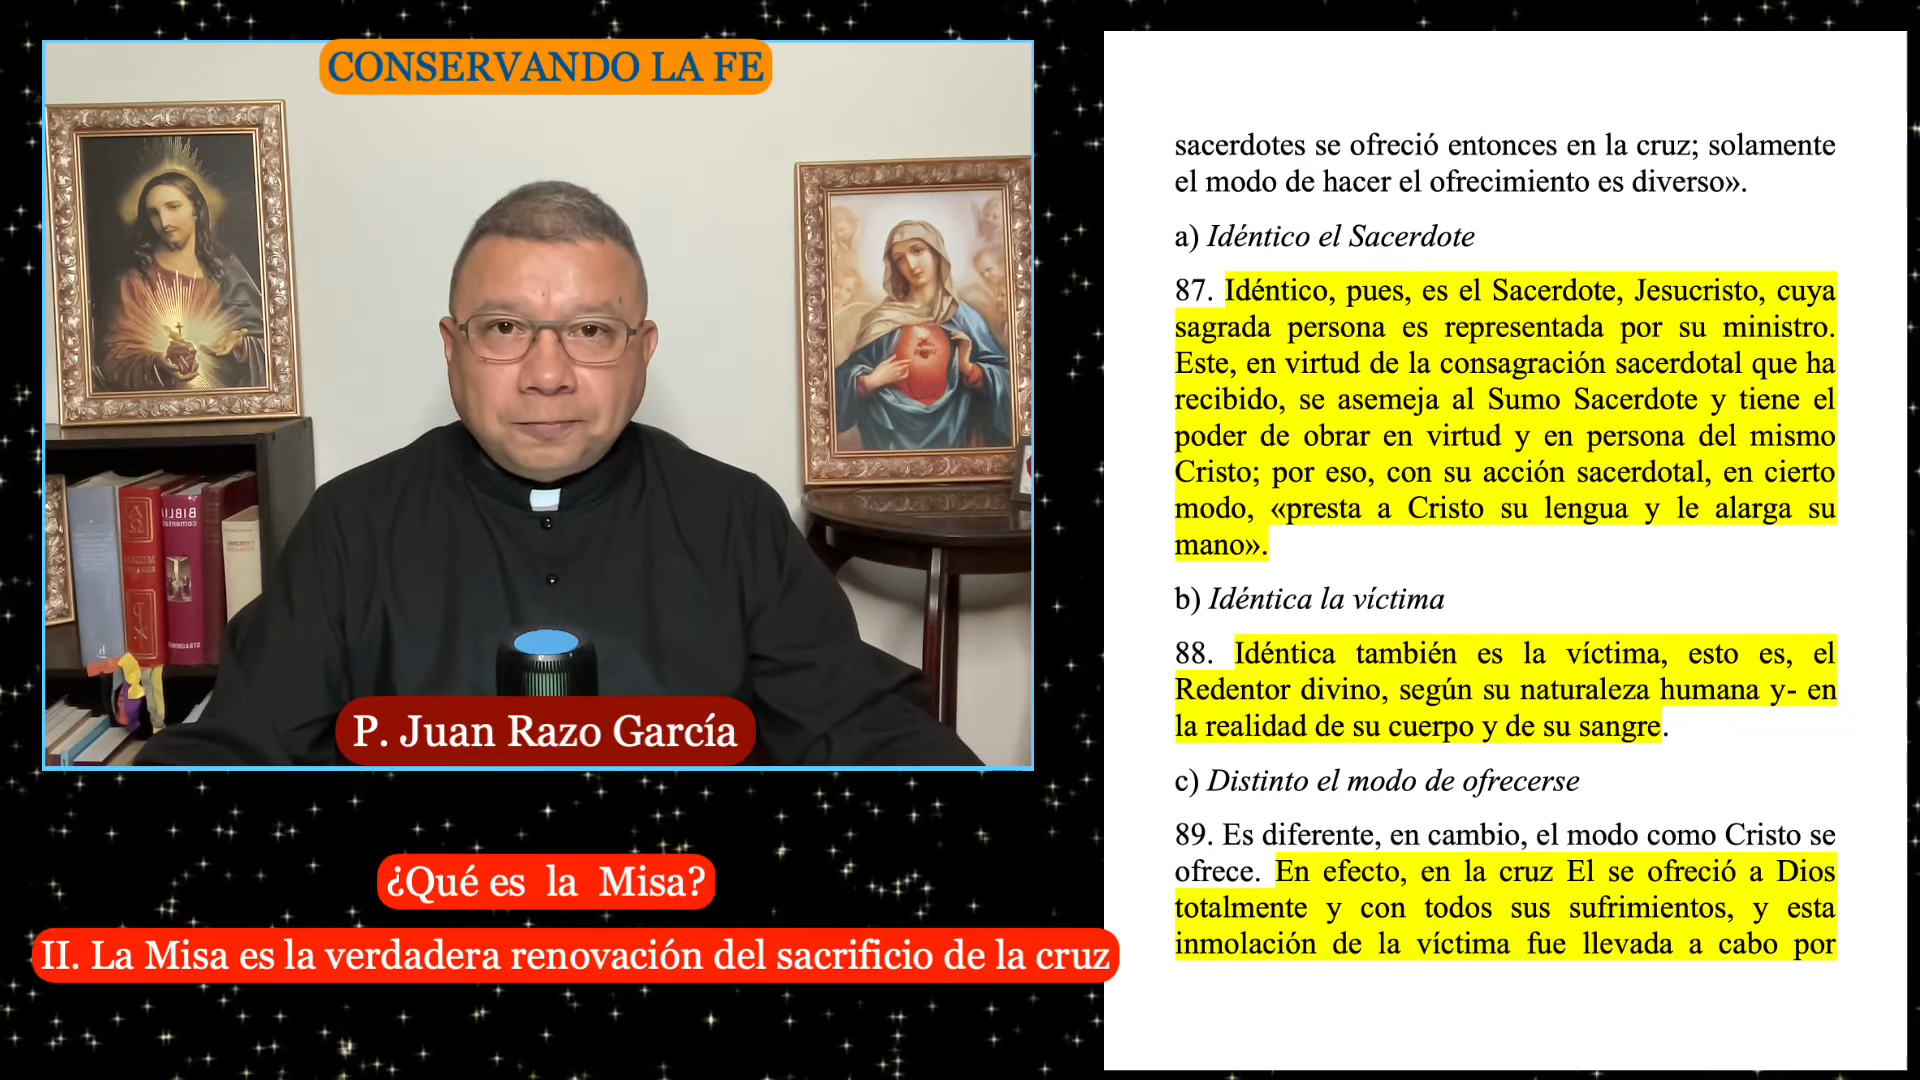 CONSERVANDO LA FE
P. Juan Razo García
¿Qué es la Misa?
II. La Misa es la verdadera renovación del sacrificio de la cruz
sacerdotes se ofreció entonces en la cruz; solamente
el modo de hacer el ofrecimiento es diverso».
a) Idéntico el Sacerdote
87. Idéntico, pues, es el Sacerdote, Jesucristo, cuya
sagrada persona es representada por su ministro.
Este, en virtud de la consagración sacerdotal que ha
recibido, se asemeja al Sumo Sacerdote y tiene el
poder de obrar en virtud y en persona del mismo
Cristo; por eso, con su acción sacerdotal, en cierto
modo, «presta a Cristo su lengua y le alarga su
mano».
b) Idéntica la víctima
88. Idéntica también es la víctima, esto es, el
Redentor divino, según su naturaleza humana y- en
la realidad de su cuerpo y de su sangre.
c) Distinto el modo de ofrecerse
89. Es diferente, en cambio, el modo como Cristo se
ofrece. En efecto, en la cruz El se ofreció a Dios
totalmente y con todos sus sufrimientos, y esta
inmolación de la víctima fue llevada a cabo por
BIBLIA